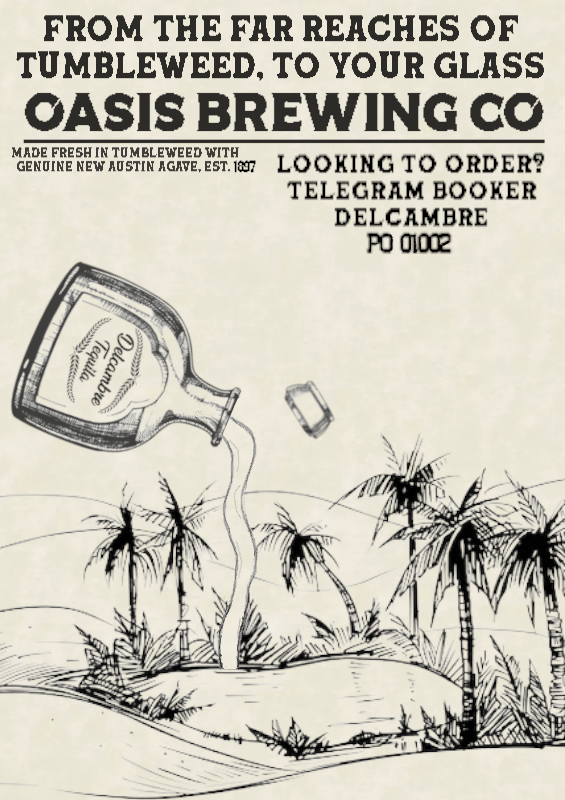 FROM THE FAR REACHES OF
TUMBLEWEED, TO YOUR GLASS
OASIS BREWING CO
MADE FRESH IN TUMBLEWEED WITH
GENUINE NEW AUSTIN AGAVE, EST. 1897
LOOKING TO ORDER?
TELEGRAM BOOKER
DELCAMBRE
PO 01002
Delcambre
Tequila